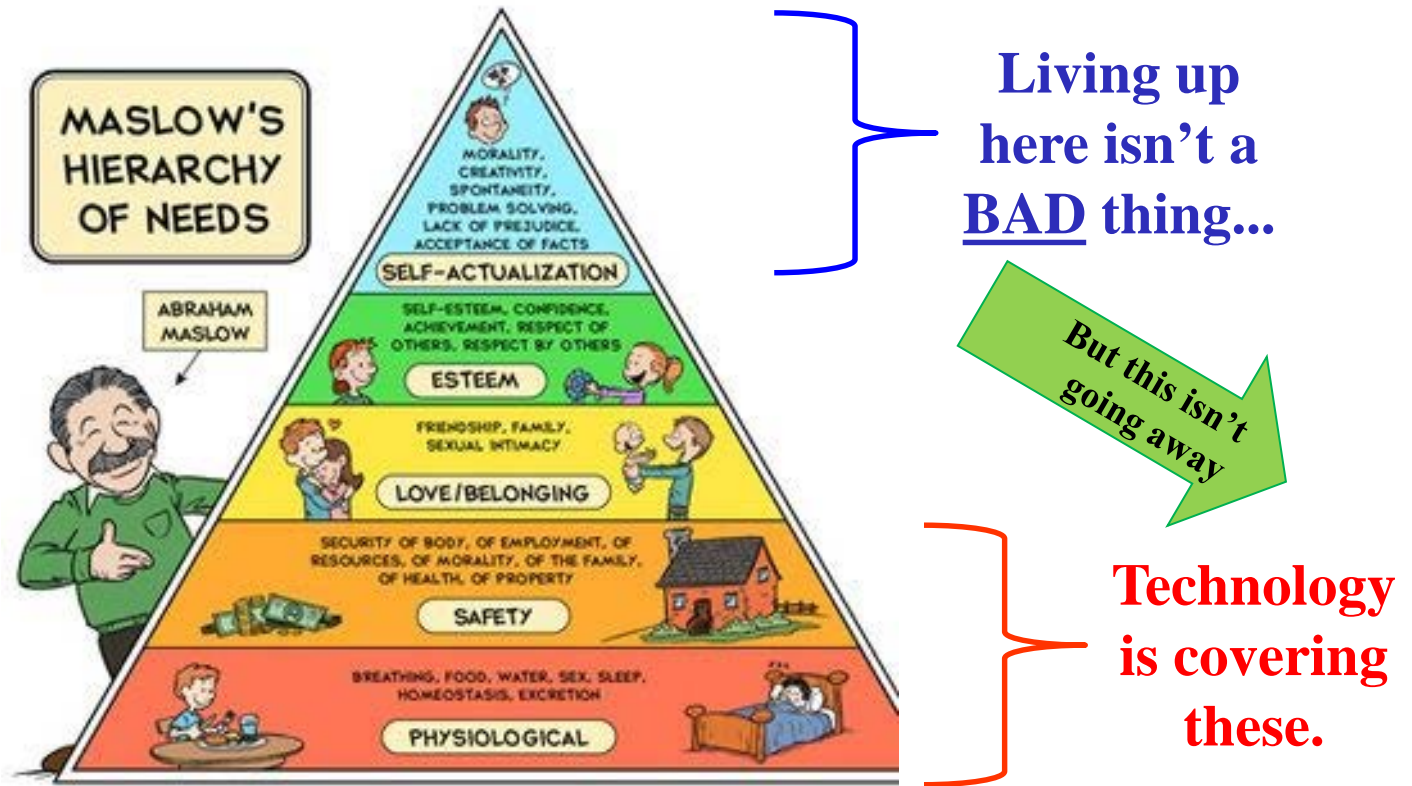 MASLOW'S
HIERARCHY
OF NEEDS
ABRAHAM
MASLOW
MORALITY,
CREATIVITY,
SPONTANEITY,
PROBLEM SOLVING,
LACK OF PREJUDICE,
ACCEPTANCE OF FACTS
SELF-ACTUALIZATION
SELF-ESTEEM, CONFIDENCE,
ACHIEVEMENT, RESPECT OF
OTHERS, RESPECT BY OTHERS
ESTEEM
FRIENDSHIP, FAMILY,
SEXUAL INTIMACY
LOVE/BELONGING
SECURITY OF BODY, OF EMPLOYMENT, OF
RESOURCES, OF MORALITY, OF THE FAMILY,
OF HEALTH, OF PROPERTY
SAFETY
BREATHING, FOOD, WATER, SEX, SLEEP,
HOMEOSTASIS, EXCRETION
PHYSIOLOGICAL
Living up
here isn't a
BAD thing...
But this isn't
going away
Technology
is covering
these.